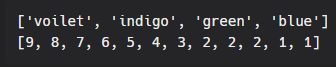 ['voilet', 'indigo', 'green', 'blue']
[9, 8, 7, 6, 5, 4, 3, 2, 2, 2, 1, 1]